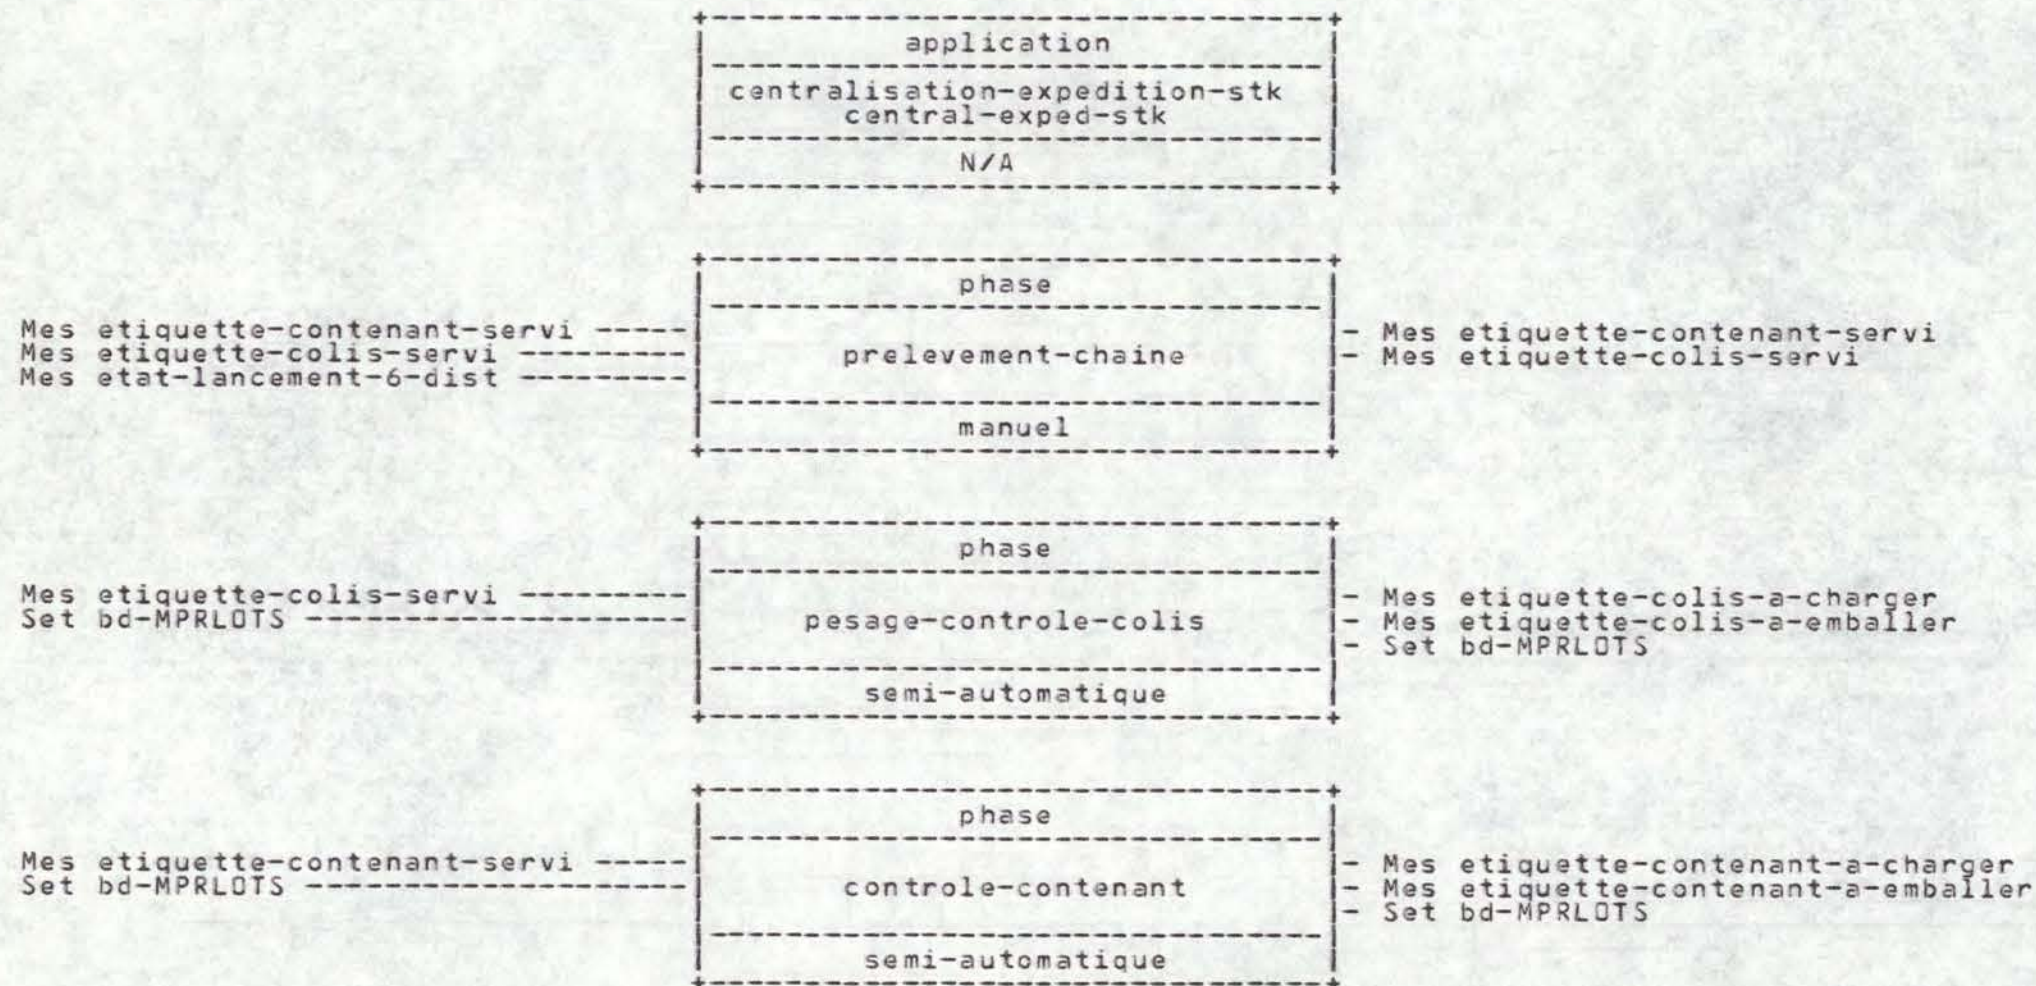 application
centralisation-expedition-stk
central-exped-stk
N/A
phase
Mes etiquette-contenant-servi -----
Mes etiquette-colis-servi ---------
Mes etat-lancement-6-dist ---------
prelevement-chaine
- Mes etiquette-contenant-servi
- Mes etiquette-colis-servi
manuel
phase
Mes etiquette-colis-servi ---------
Set bd-MPRLOTS --------------------
pesage-controle-colis
- Mes etiquette-colis-a-charger
- Mes etiquette-colis-a-emballer
- Set bd-MPRLOTS
semi-automatique
phase
Mes etiquette-contenant-servi -----
Set bd-MPRLOTS --------------------
controle-contenant
- Mes etiquette-contenant-a-charger
- Mes etiquette-contenant-a-emballer
- Set bd-MPRLOTS
semi-automatique